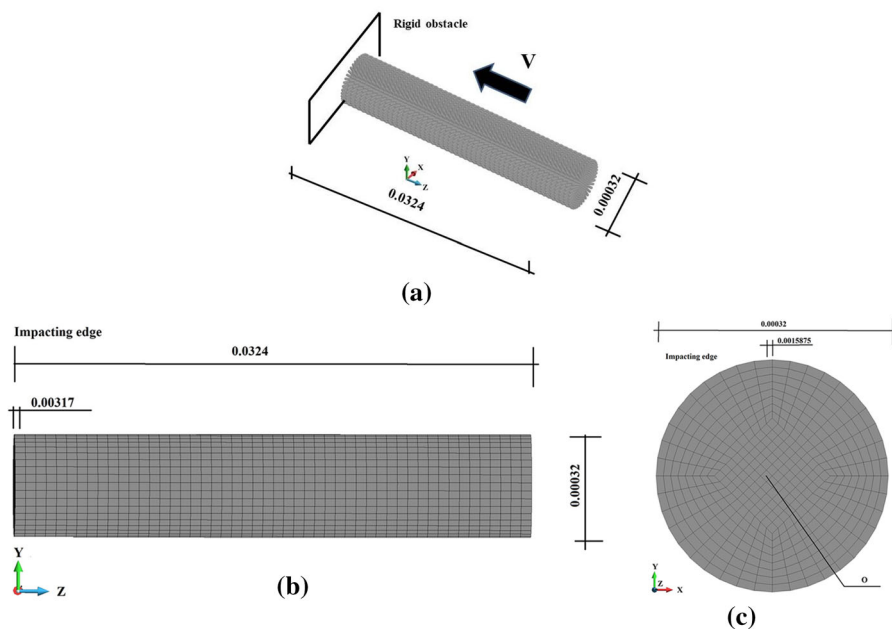 Rigid obstacle
V
Y
X
Z
0.0324
0.00032
(a)
Impacting edge
0.0324
0.00317
0.00032
Y
Z
(b)
0.00032
0.0015875
Impacting edge
Y
Z
X
O
(c)